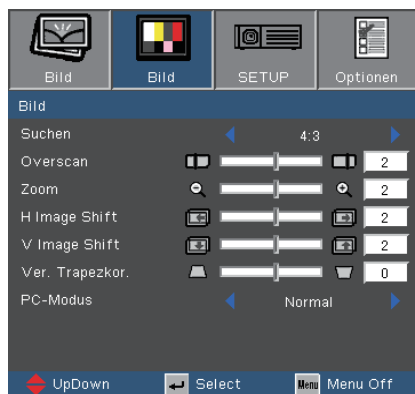 Bild Bild SETUP Optionen
Bild
Suchen 4:3
Overscan 2
Zoom 2
H Image Shift 2
V Image Shift 2
Ver. Trapezkor. 0
PC-Modus Normal
UpDown Select Menu Menu Off